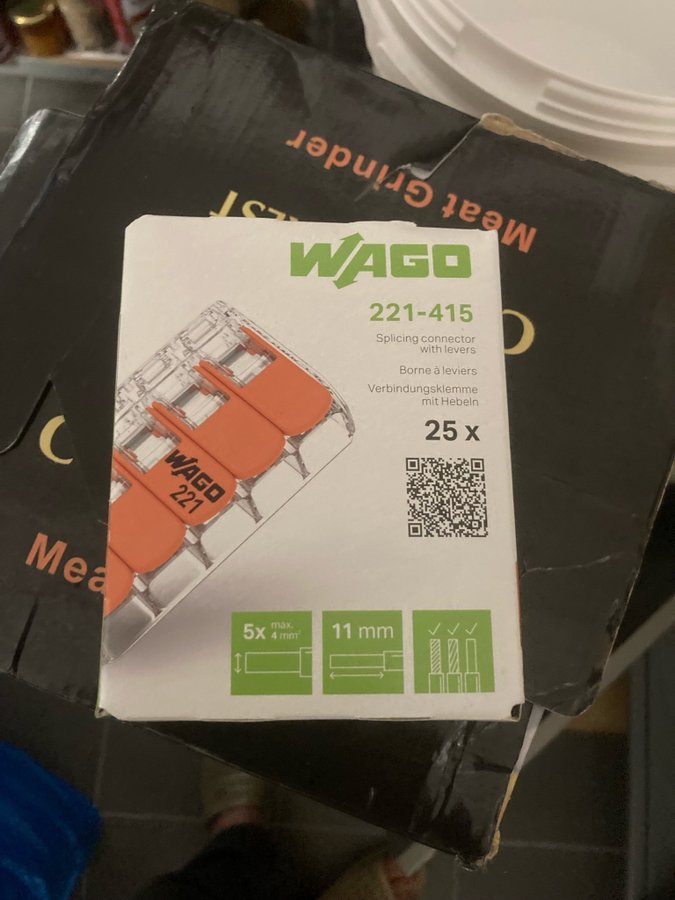 Meat Grinder
WAGO
221-415
Splicing connector
with levers
Borne à leviers
Verbindungsklemme
mit Hebeln
25 x
WAGO
221
5x max.
4 mm²
11 mm